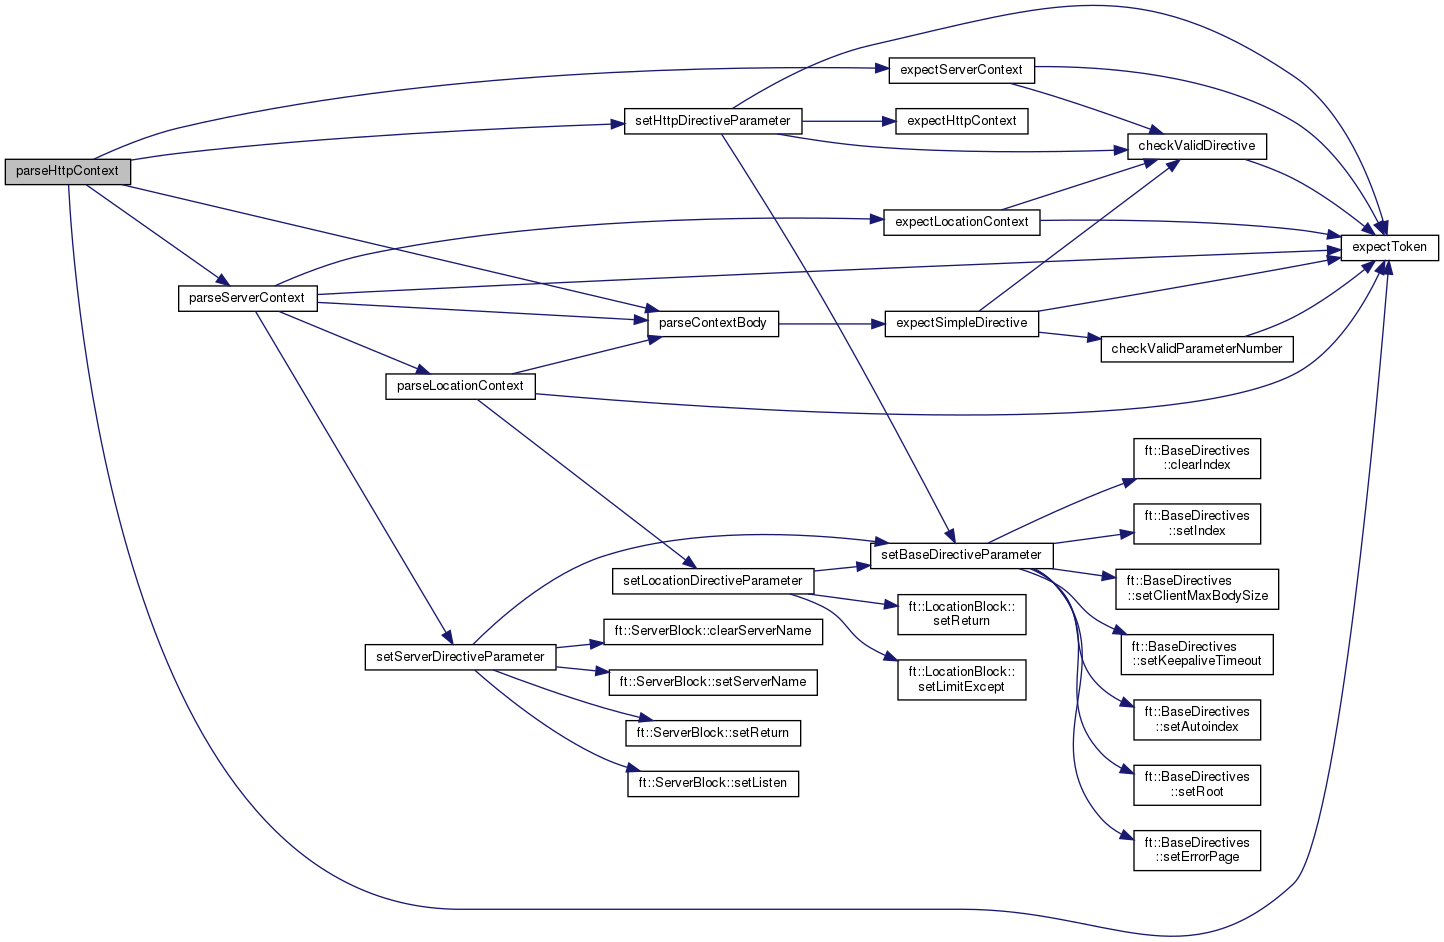 expectServerContext
setHttpDirectiveParameter
expectHttpContext
checkValidDirective
parseHttpContext
expectLocationContext
expectToken
parseServerContext
parseContextBody
expectSimpleDirective
checkValidParameterNumber
parseLocationContext
ft::BaseDirectives
::clearIndex
ft::BaseDirectives
::setIndex
setBaseDirectiveParameter
setLocationDirectiveParameter
ft::BaseDirectives
::setClientMaxBodySize
ft::LocationBlock::
setReturn
ft::ServerBlock::clearServerName
setServerDirectiveParameter
ft::BaseDirectives
::setKeepaliveTimeout
ft::ServerBlock::setServerName
ft::LocationBlock::
setLimitExcept
ft::BaseDirectives
::setAutoindex
ft::ServerBlock::setReturn
ft::ServerBlock::setListen
ft::BaseDirectives
::setRoot
ft::BaseDirectives
::setErrorPage